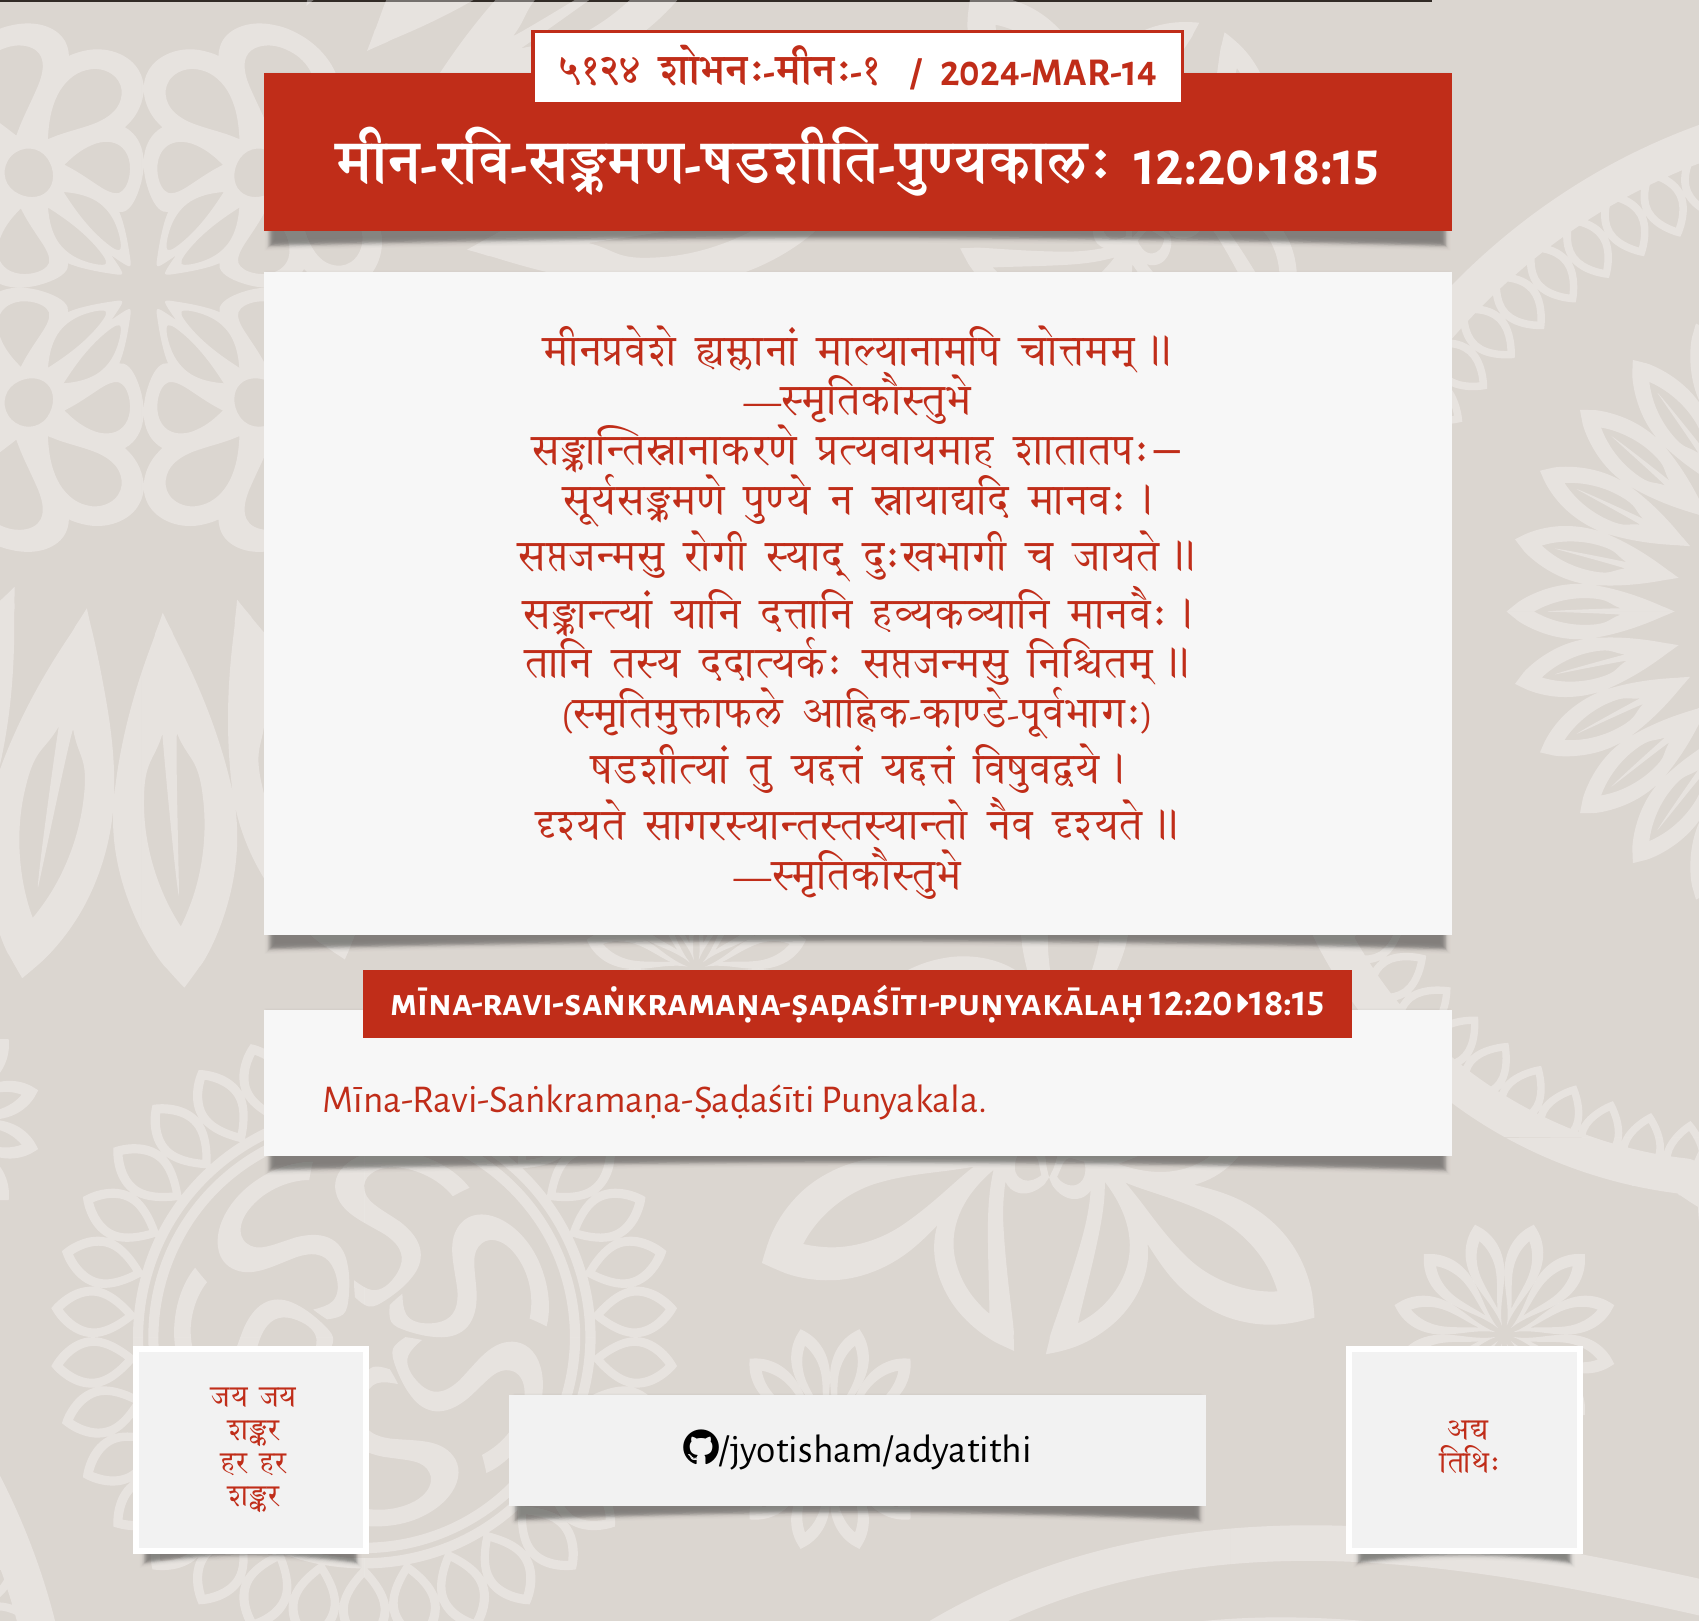 ५१२४ शोभनः-मीनः-१ / 2024-MAR-14
मीन-रवि-सङ्क्रमण-षडशीति-पुण्यकालः 12:20▸18:15
मीनप्रवेशे ह्यम्लानां माल्यानामपि चोत्तमम्॥
—स्मृतिकौस्तुभे
सङ्क्रान्तिस्नानाकरणे प्रत्यवायमाह शातातपः—
सूर्यसङ्क्रमणे पुण्ये न स्नायाद्यदि मानवः।
सप्तजन्मसु रोगी स्याद् दुःखभागी च जायते॥
सङ्क्रान्त्यां यानि दत्तानि हव्यकव्यानि मानवैः।
तानि तस्य ददात्यर्कः सप्तजन्मसु निश्चितम्॥
(स्मृतिमुक्ताफले आह्निक-काण्डे-पूर्वभागः)
षडशीत्यां तु यद्दत्तं यद्दत्तं विषुवद्वये।
दृश्यते सागरस्यान्तस्तस्यान्तो नैव दृश्यते॥
—स्मृतिकौस्तुभे
MĪNA-RAVI-SAṄKRAMAṆA-ṢAḌAŚĪTI-PUṆYAKĀLAḤ 12:20▸18:15
Mīna-Ravi-Saṅkramaṇa-Ṣaḍaśīti Punyakala.
जय जय
शङ्कर
हर हर
शङ्कर
/jyotisham/adyatithi
अद्य
तिथिः